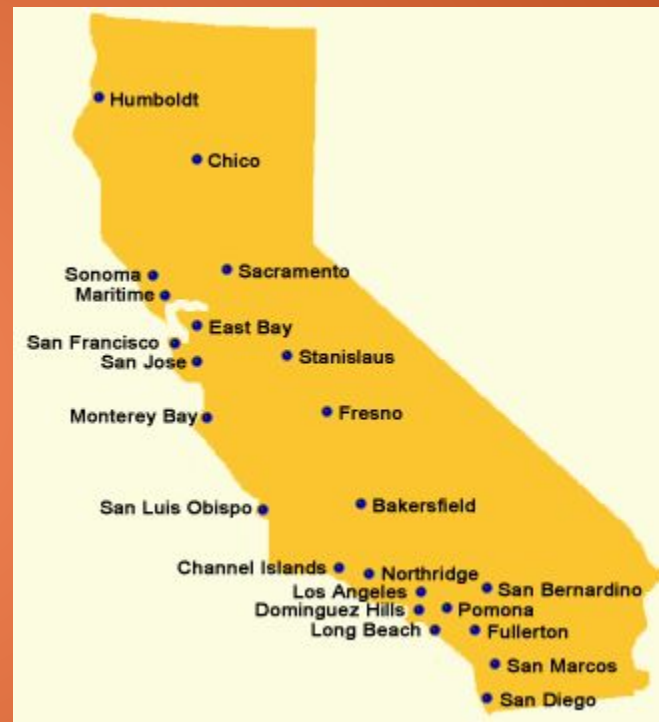 Humboldt
Chico
Sonoma
Sacramento
Maritime
East Bay
San Francisco
Stanislaus
San Jose
Monterey Bay
Fresno
San Luis Obispo
Bakersfield
Channel Islands
Northridge
Los Angeles
San Bernardino
Dominguez Hills
Pomona
Long Beach
Fullerton
San Marcos
San Diego